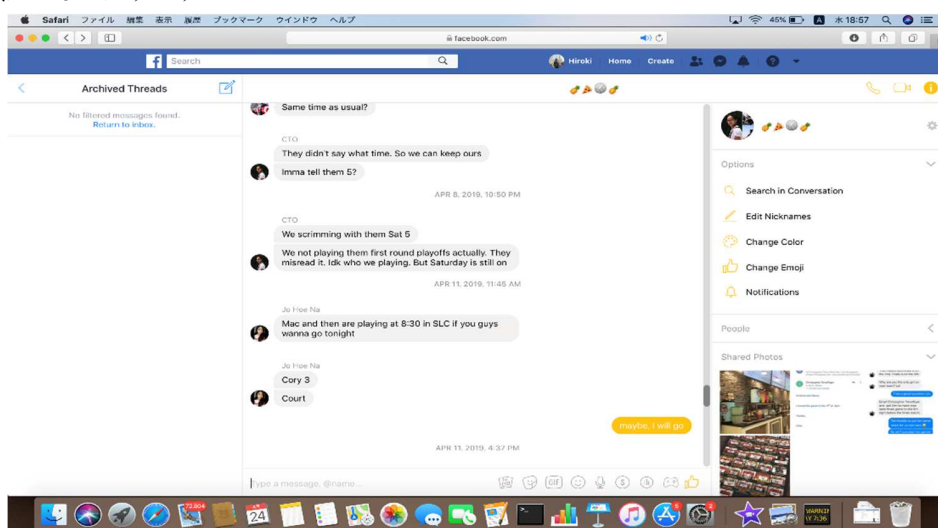 Safari ファイル 編集 表示 履歴 ブックマーク ウインドウ ヘルプ 45% A 水18:57
facebook.com
Search Hiroki Home Create
Archived Threads
No filtered messages found.
Return to inbox.
Same time as usual?
CTO
They didn't say what time. So we can keep ours
Imma tell them 5?
APR 8, 2019, 10:50 PM
CTO
We scrimming with them Sat 5
We not playing them first round playoffs actually. They
misread it. Idk who we playing. But Saturday is still on
APR 11, 2019, 11:45 AM
Jo Hoe Na
Mac and then are playing at 8:30 in SLC if you guys
wanna go tonight
Jo Hoe Na
Cory 3
Court
maybe, I will go
APR 11, 2019, 4:37 PM
Type a message, @name...
GIF
Options
Search in Conversation
Edit Nicknames
Change Color
Change Emoji
Notifications
People
Shared Photos
72,804
24